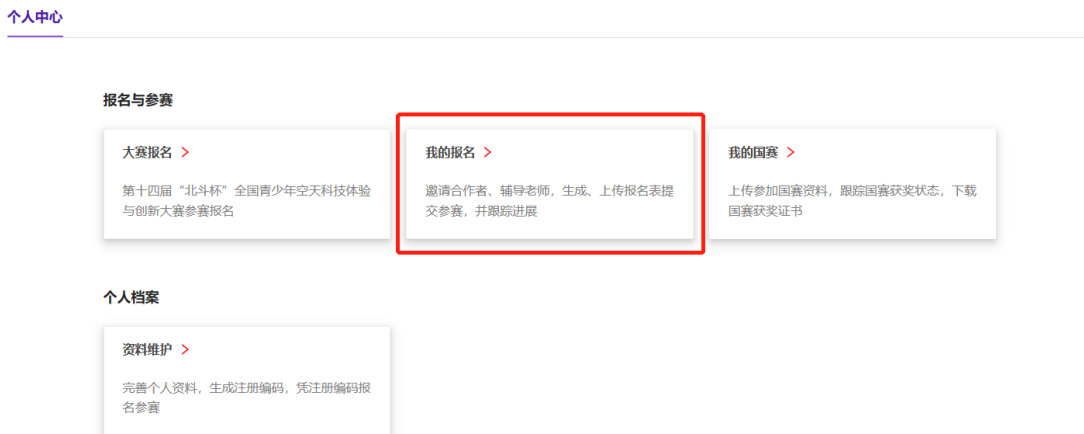 个人中心
报名与参赛
大赛报名 >
第十四届“北斗杯”全国青少年空天科技体验
与创新大赛参赛报名
我的报名 >
邀请合作者、辅导老师，生成、上传报名表提
交参赛，并跟踪进展
我的国赛 >
上传参加国赛资料，跟踪国赛获奖状态，下载
国赛获奖证书
个人档案
资料维护 >
完善个人资料，生成注册编码，凭注册编码报
名参赛